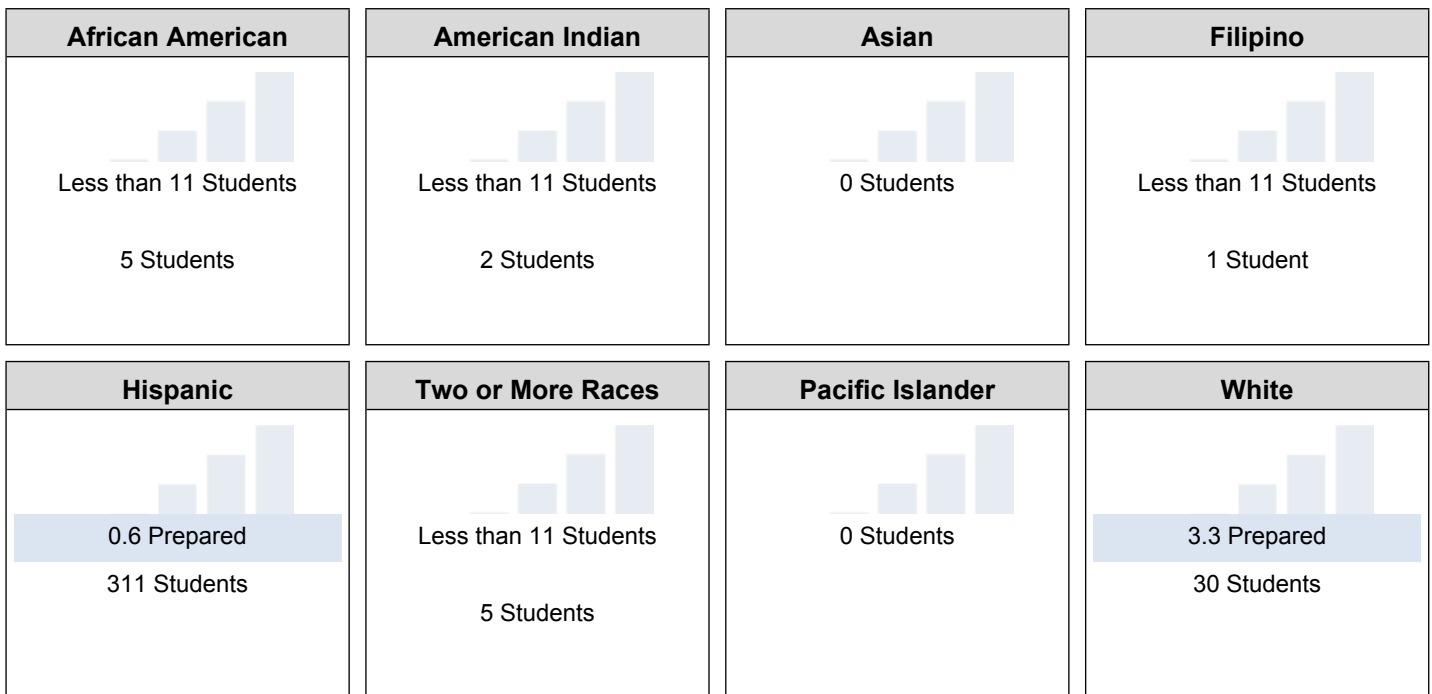 African American
Less than 11 Students
5 Students
American Indian
Less than 11 Students
2 Students
Asian
0 Students
Filipino
Less than 11 Students
1 Student
Hispanic
0.6 Prepared
311 Students
Two or More Races
Less than 11 Students
5 Students
Pacific Islander
0 Students
White
3.3 Prepared
30 Students